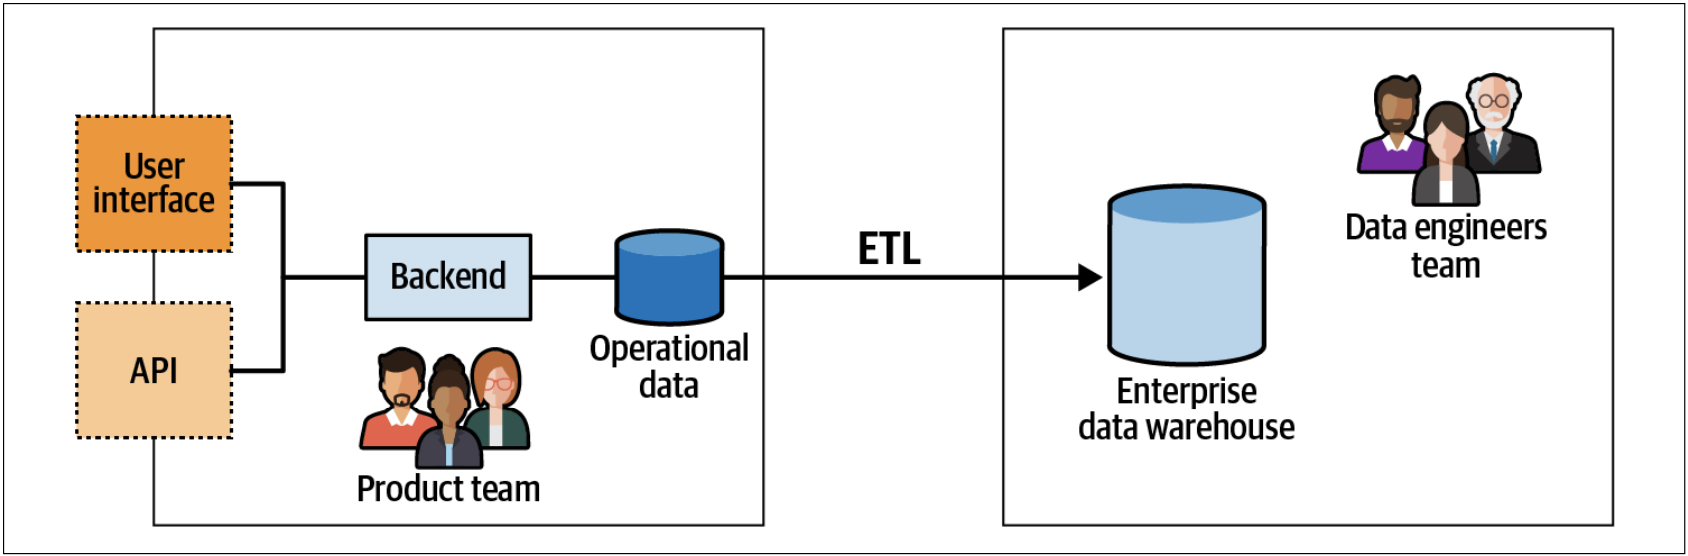 User
interface
API
Backend
Product team
Operational
data
ETL
Enterprise
data warehouse
Data engineers
team